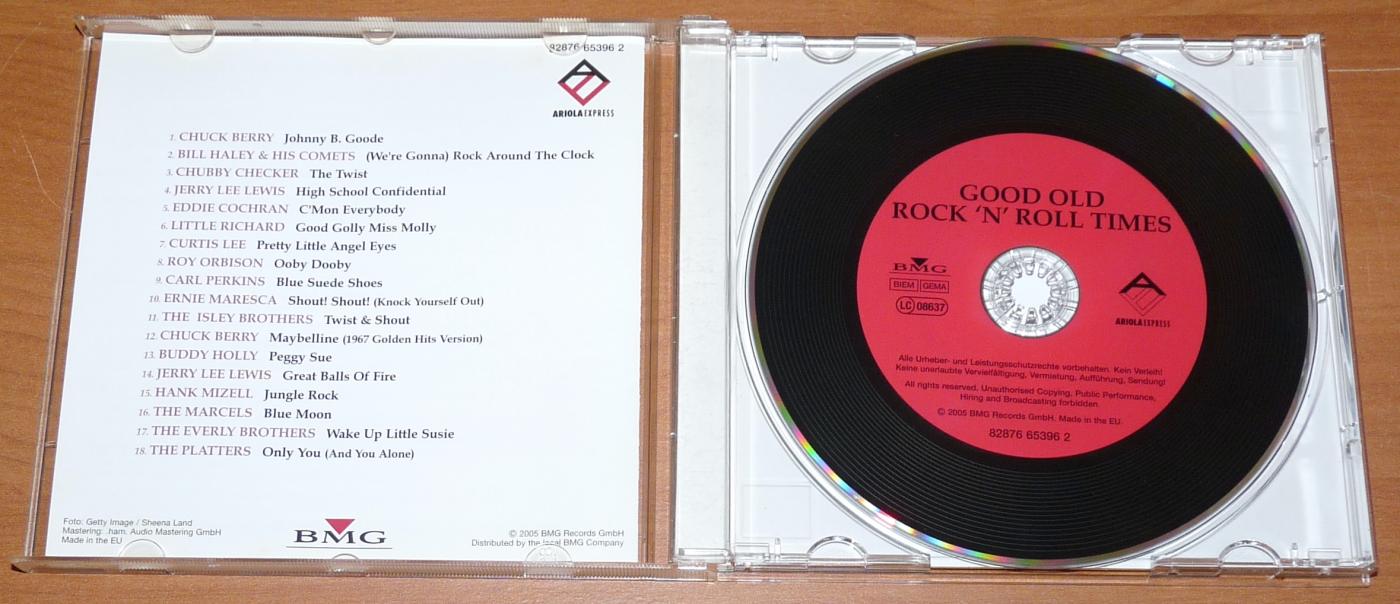 82876 65396 2
ARIOLAEXPRESS
1. CHUCK BERRY Johnny B. Goode
2. BILL HALEY & HIS COMETS (We're Gonna) Rock Around The Clock
3. CHUBBY CHECKER The Twist
4. JERRY LEE LEWIS High School Confidential
5. EDDIE COCHRAN C'Mon Everybody
6. LITTLE RICHARD Good Golly Miss Molly
7. CURTIS LEE Pretty Little Angel Eyes
8. ROY ORBISON Ooby Dooby
9. CARL PERKINS Blue Suede Shoes
10. ERNIE MARESCA Shout! Shout! (Knock Yourself Out)
11. THE ISLEY BROTHERS Twist & Shout
12. CHUCK BERRY Maybelline (1967 Golden Hits Version)
13. BUDDY HOLLY Peggy Sue
14. JERRY LEE LEWIS Great Balls Of Fire
15. HANK MIZELL Jungle Rock
16. THE MARCELS Blue Moon
17. THE EVERLY BROTHERS Wake Up Little Susie
18. THE PLATTERS Only You (And You Alone)
Foto: Getty Image / Sheena Land
Mastering: .ham. Audio Mastering GmbH
Made in the EU
BMG
© 2005 BMG Records GmbH
Distributed by the local BMG Company
GOOD OLD
ROCK 'N' ROLL TIMES
BMG
BIEM GEMA
LC 08637
ARIOLAEXPRESS
Alle Urheber- und Leistungsschutzrechte vorbehalten. Kein Verleih!
Keine unerlaubte Vervielfältigung, Vermietung, Aufführung, Sendung!
All rights reserved. Unauthorised Copying, Public Performance,
Hiring and Broadcasting forbidden.
© 2005 BMG Records GmbH. Made in the EU.
82876 65396 2